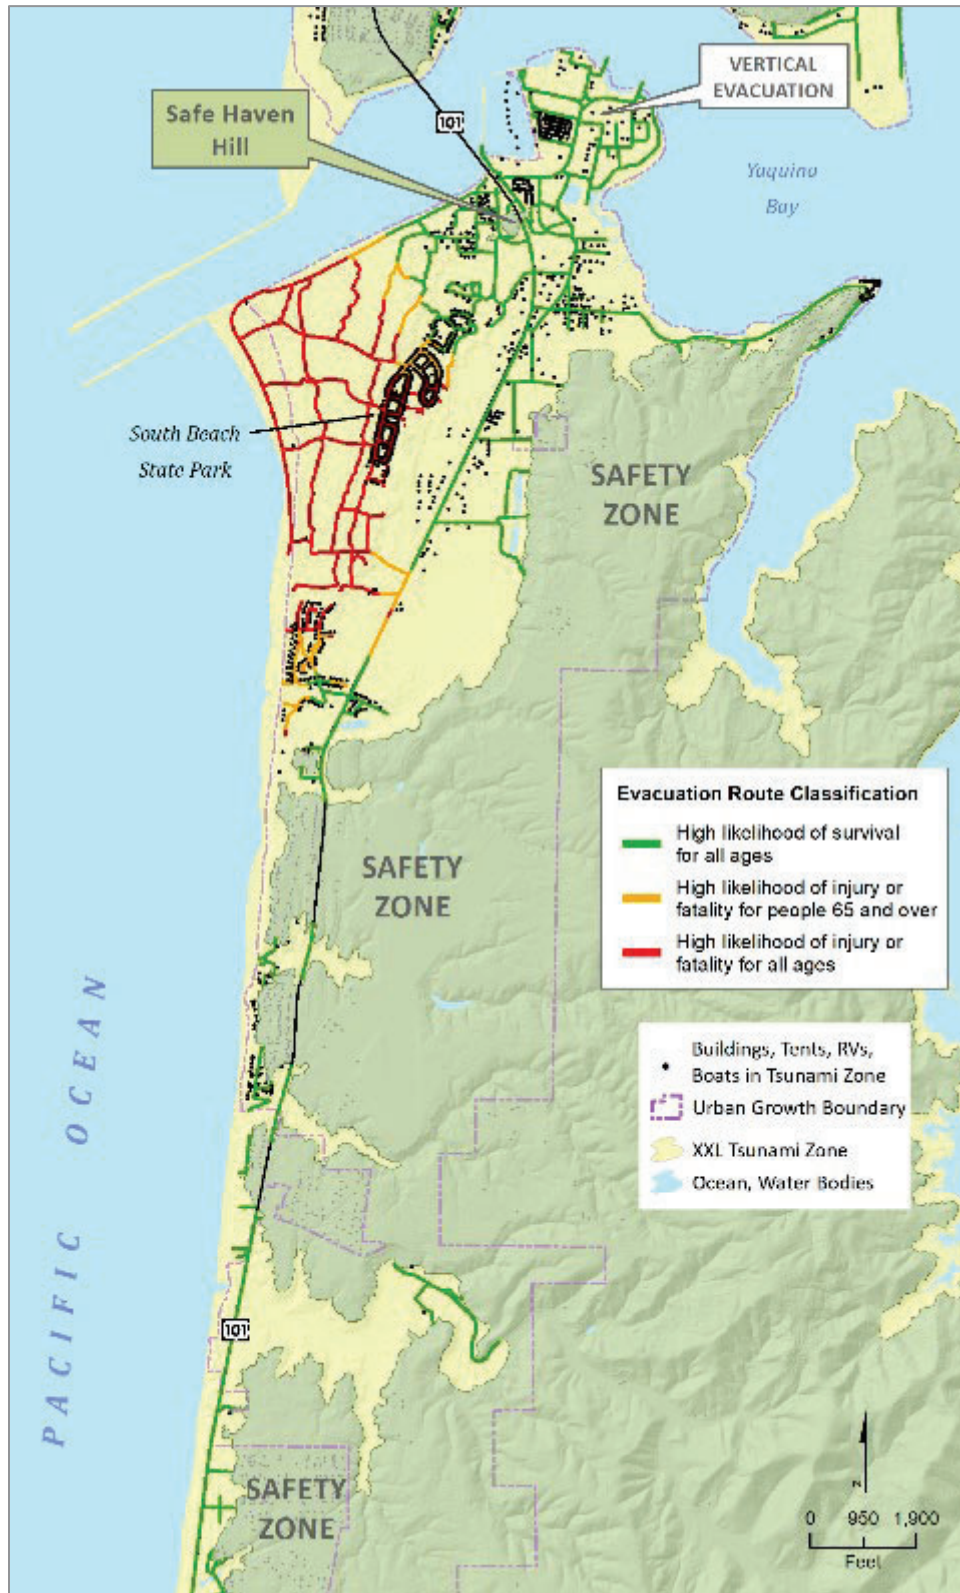 VERTICAL
EVACUATION
Safe Haven
Hill
101
Yaquina
Bay
South Beach
State Park
SAFETY
ZONE
Evacuation Route Classification
High likelihood of survival
for all ages
High likelihood of injury or
fatality for people 65 and over
High likelihood of injury or
fatality for all ages
SAFETY
ZONE
Buildings, Tents, RVs,
Boats in Tsunami Zone
Urban Growth Boundary
XXL Tsunami Zone
Ocean, Water Bodies
PACIFIC OCEAN
101
SAFETY
ZONE
N
0 950 1,900
Feet